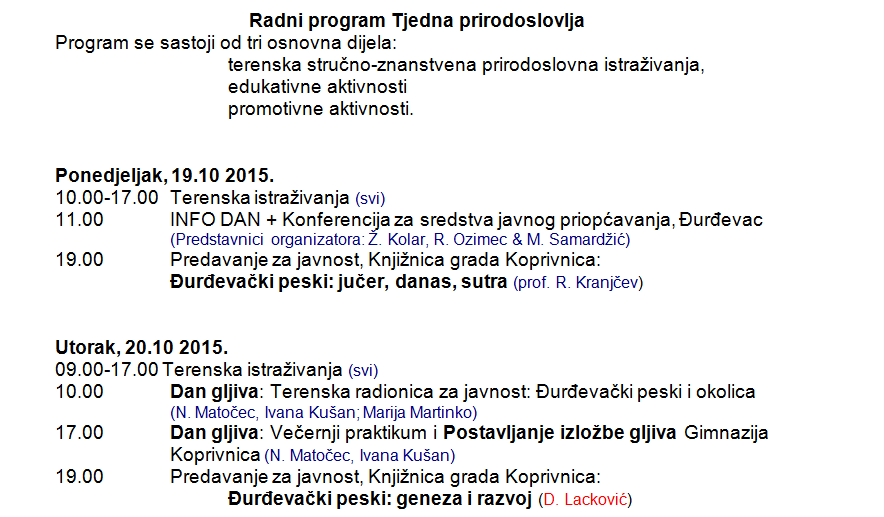 Radni program Tjedna prirodoslovlja
Program se sastoji od tri osnovna dijela:
terenska stručno-znanstvena prirodoslovna istraživanja,
edukativne aktivnosti
promotivne aktivnosti.
Ponedjeljak, 19.10 2015.
10.00-17.00 Terenska istraživanja (svi)
11.00 INFO DAN + Konferencija za sredstva javnog priopćavanja, Đurđevac
(Predstavnici organizatora: Ž. Kolar, R. Ozimec & M. Samardžić)
19.00 Predavanje za javnost, Knjižnica grada Koprivnica:
Đurđevački peski: jučer, danas, sutra (prof. R. Kranjčev)
Utorak, 20.10 2015.
09.00-17.00 Terenska istraživanja (svi)
10.00 Dan gljiva: Terenska radionica za javnost: Đurđevački peski i okolica
(N. Matočec, Ivana Kušan; Marija Martinko)
17.00 Dan gljiva: Večernji praktikum i Postavljanje izložbe gljiva Gimnazija
Koprivnica (N. Matočec, Ivana Kušan)
19.00 Predavanje za javnost, Knjižnica grada Koprivnica:
Đurđevački peski: geneza i razvoj (D. Lacković)